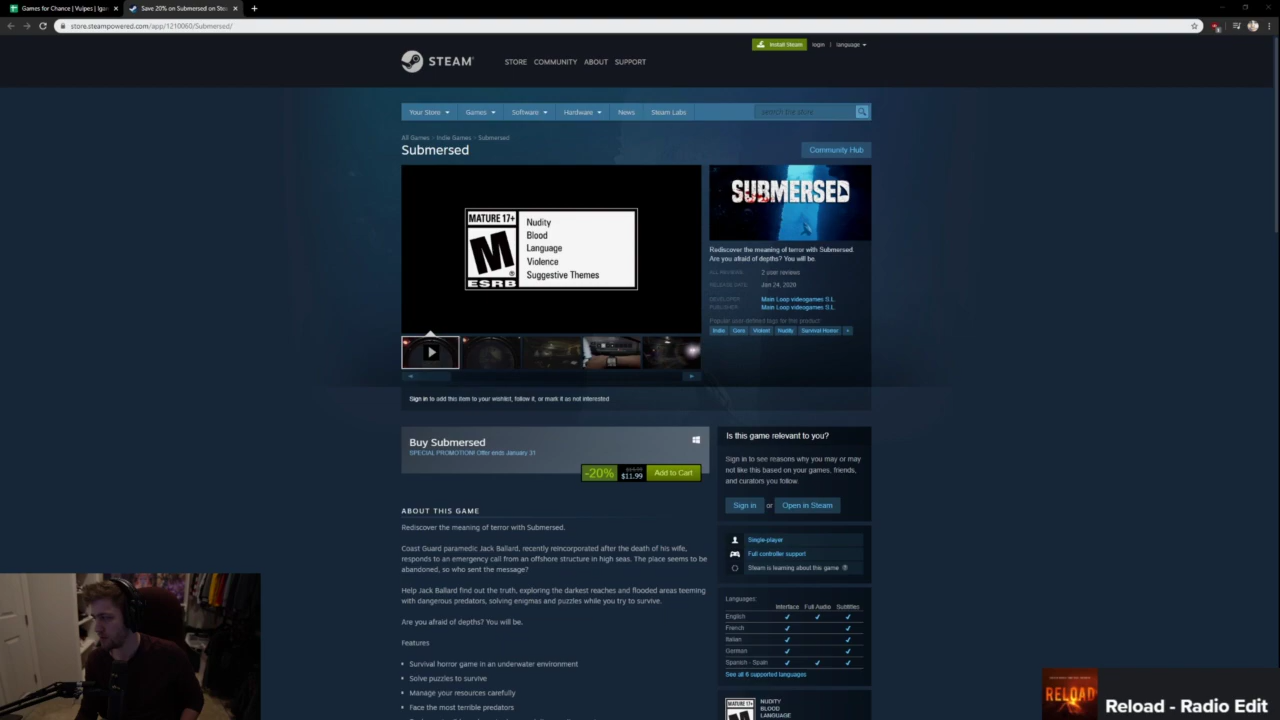 Games for Chance | Vulpes | Igan
Save 20% on Submersed on Ste
store.steampowered.com/app/1210060/Submersed/
Install Steam
login | language
STEAM
STORE COMMUNITY ABOUT SUPPORT
Your Store Games Software Hardware News Steam Labs
search the store
All Games > Indie Games > Submersed
Submersed
Community Hub
MATURE 17+
M
ESRB
Nudity
Blood
Language
Violence
Suggestive Themes
SUBMERSED
Rediscover the meaning of terror with Submersed.
Are you afraid of depths? You will be.
ALL REVIEWS: 2 user reviews
RELEASE DATE: Jan 24, 2020
DEVELOPER: Main Loop videogames S.L.
PUBLISHER: Main Loop videogames S.L.
Popular user-defined tags for this product:
Indie Gore Violent Nudity Survival Horror +
Sign in to add this item to your wishlist, follow it, or mark it as not interested
Buy Submersed
SPECIAL PROMOTION! Offer ends January 31
-20% $14.99 $11.99 Add to Cart
Is this game relevant to you?
Sign in to see reasons why you may or may
not like this based on your games, friends,
and curators you follow.
Sign in or Open in Steam
ABOUT THIS GAME
Rediscover the meaning of terror with Submersed.
Coast Guard paramedic Jack Ballard, recently reincorporated after the death of his wife,
responds to an emergency call from an offshore structure in high seas. The place seems to be
abandoned, so who sent the message?
Help Jack Ballard find out the truth, exploring the darkest reaches and flooded areas teeming
with dangerous predators, solving enigmas and puzzles while you try to survive.
Are you afraid of depths? You will be.
Features
Survival horror game in an underwater environment
Solve puzzles to survive
Manage your resources carefully
Face the most terrible predators
Single-player
Full controller support
Steam is learning about this game ?
Languages:
Interface Full Audio Subtitles
English ✔ ✔ ✔
French ✔ ✔
Italian ✔ ✔
German ✔ ✔
Spanish - Spain ✔ ✔ ✔
See all 6 supported languages
MATURE 17+
NUDITY
BLOOD
LANGUAGE
RELOAD
Reload - Radio Edit